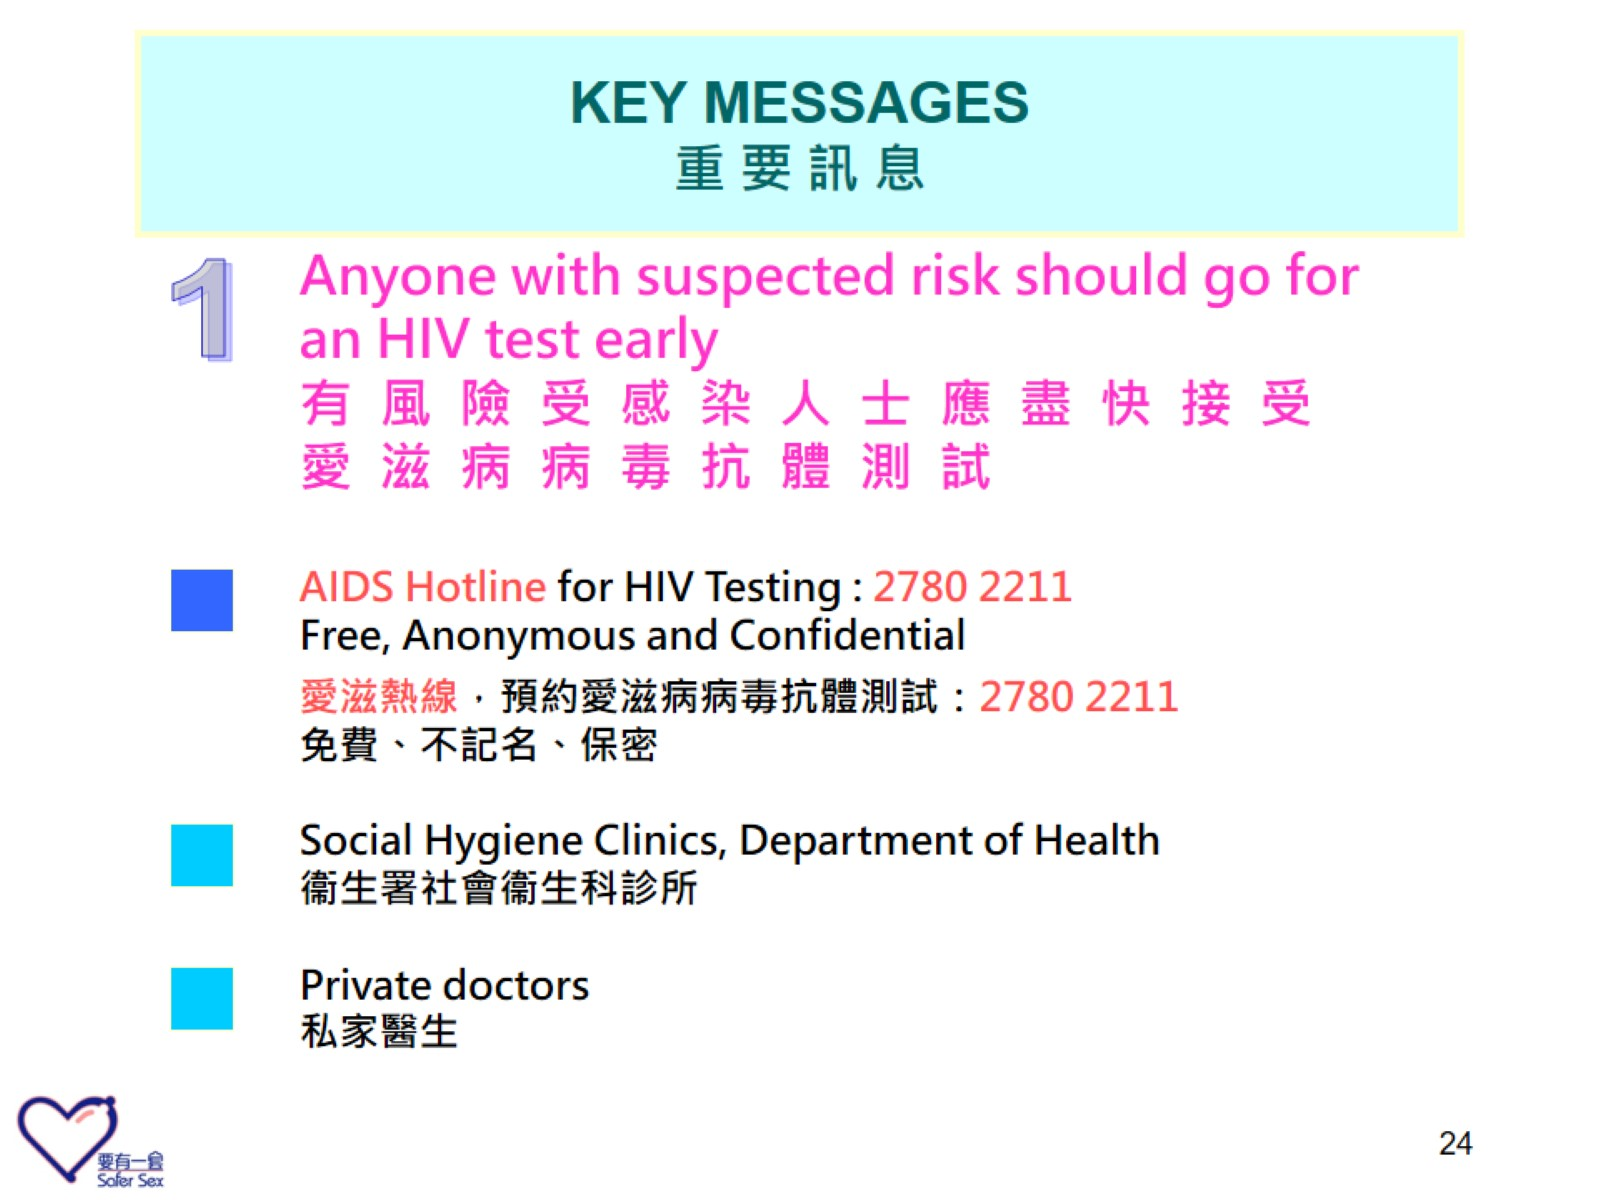 KEY MESSAGES
重要訊息
1
Anyone with suspected risk should go for
an HIV test early
有風險受感染人士應盡快接受
愛滋病病毒抗體測試
AIDS Hotline for HIV Testing : 2780 2211
Free, Anonymous and Confidential
愛滋熱線，預約愛滋病病毒抗體測試：2780 2211
免費、不記名、保密
Social Hygiene Clinics, Department of Health
衞生署社會衞生科診所
Private doctors
私家醫生
要有一套
Safer Sex
24